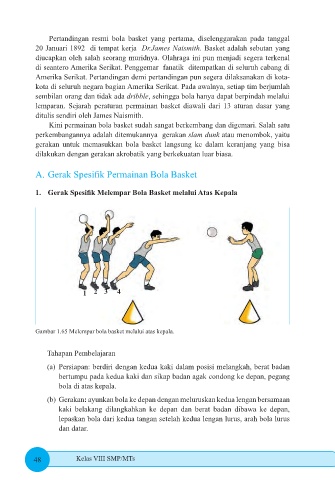 Pertandingan resmi bola basket yang pertama, diselenggarakan pada tanggal
20 Januari 1892 di tempat kerja Dr.James Naismith. Basket adalah sebutan yang
diucapkan oleh salah seorang muridnya. Olahraga ini pun menjadi segera terkenal
di seantero Amerika Serikat. Penggemar fanatik ditempatkan di seluruh cabang di
Amerika Serikat. Pertandingan demi pertandingan pun segera dilaksanakan di kota-
kota di seluruh negara bagian Amerika Serikat. Pada awalnya, setiap tim berjumlah
sembilan orang dan tidak ada dribble, sehingga bola hanya dapat berpindah melalui
lemparan. Sejarah peraturan permainan basket diawali dari 13 aturan dasar yang
ditulis sendiri oleh James Naismith.
Kini permainan bola basket sudah sangat berkembang dan digemari. Salah satu
perkembangannya adalah ditemukannya gerakan slam dunk atau menombok, yaitu
gerakan untuk memasukkan bola basket langsung ke dalam keranjang yang bisa
dilakukan dengan gerakan akrobatik yang berkekuatan luar biasa.
A. Gerak Spesifik Permainan Bola Basket
1. Gerak Spesifik Melempar Bola Basket melalui Atas Kepala
1 2 3 4
Gambar 1.65 Melempar bola basket melalui atas kepala.
Tahapan Pembelajaran
(a) Persiapan: berdiri dengan kedua kaki dalam posisi melangkah, berat badan
bertumpu pada kedua kaki dan sikap badan agak condong ke depan, pegang
bola di atas kepala.
(b) Gerakan: ayunkan bola ke depan dengan meluruskan kedua lengan bersamaan
kaki belakang dilangkahkan ke depan dan berat badan dibawa ke depan,
lepaskan bola dari kedua tangan setelah kedua lengan lurus, arah bola lurus
dan datar.
48 Kelas VIII SMP/MTs